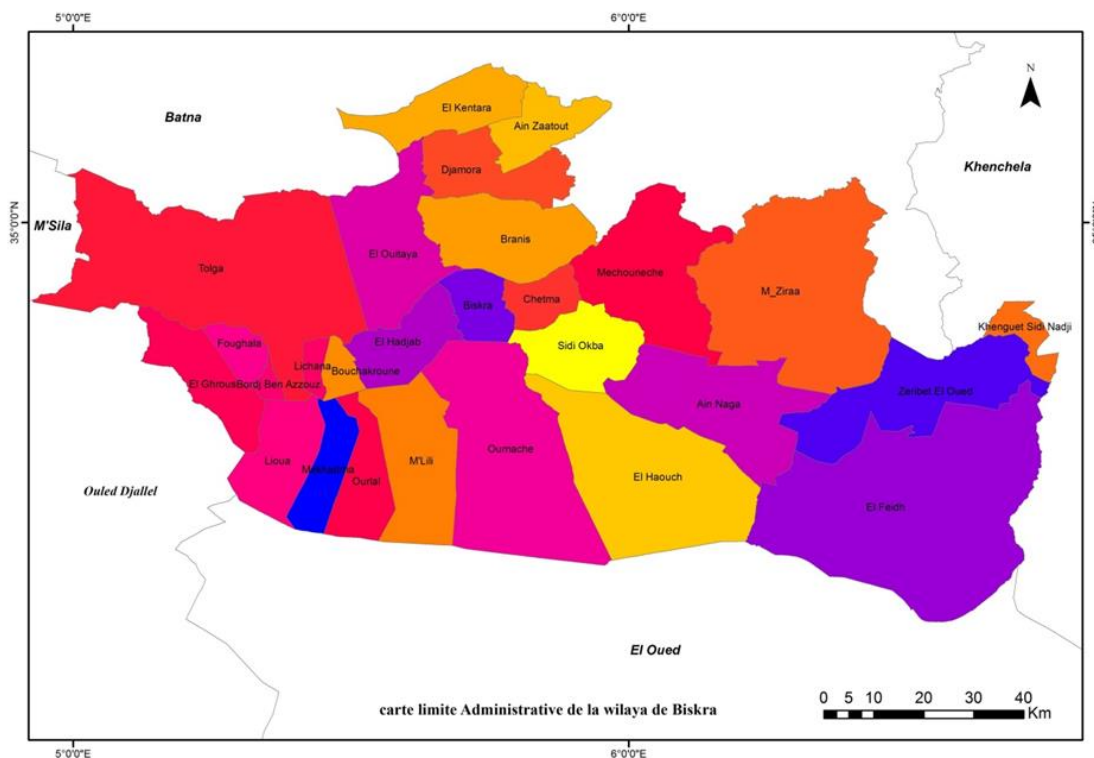 5°0'0"E
6°0'0"E
N
El Kentara
Batna
Ain Zaatout
Khenchela
Djamora
35°0'0"N
M'Sila
Branis
El Outaya
Tolga
Mechouneche
M_Ziraa
Chetma
Biskra
Khenguet Sidi Nadji
Foughala
El Hadjab
Sidi Okba
Lichana
Bouchakroune
El Ghrous
Bordj Ben Azzouz
Zeribet El Oued
Ain Naga
Lioua
M'Lili
Oumache
Ourlal
El Haouch
Ouled Djallel
El Feidh
El Oued
carte limite Administrative de la wilaya de Biskra
0 5 10 20 30 40
Km
5°0'0"E
6°0'0"E